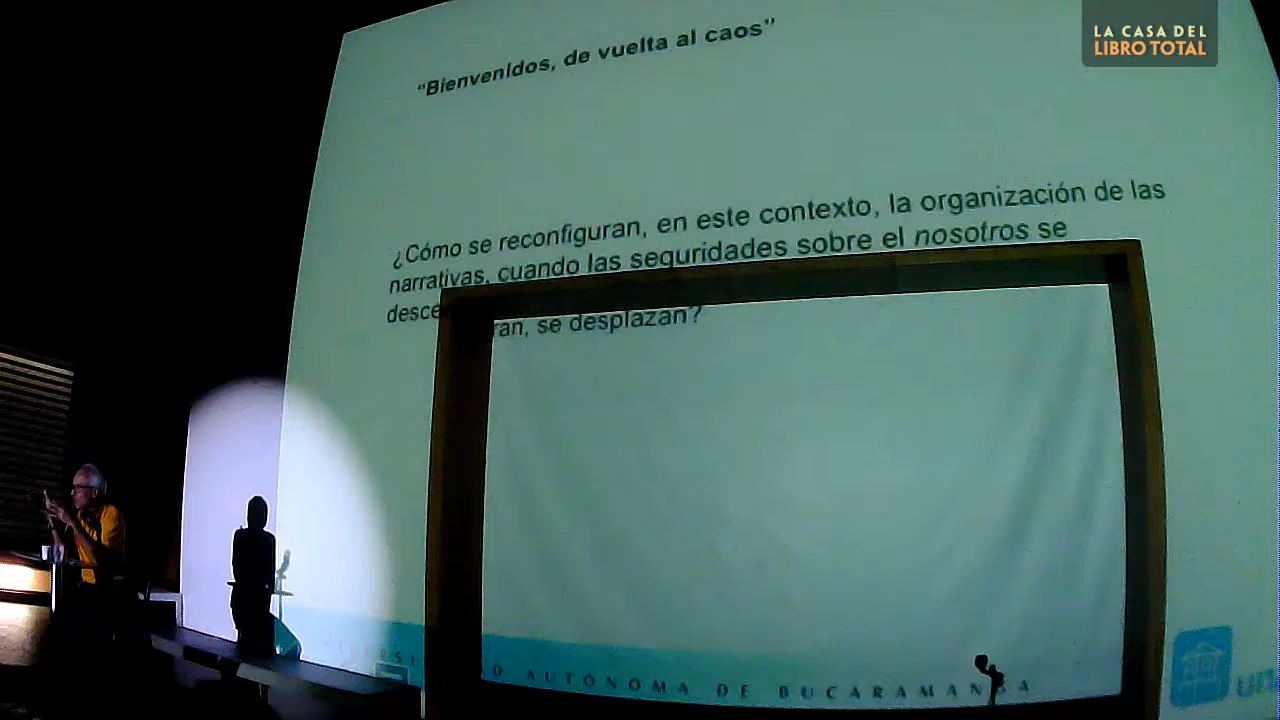 LA CASA DEL
LIBRO TOTAL
“Bienvenidos, de vuelta al caos”
¿Cómo se reconfiguran, en este contexto, la organización de las
narrativas, cuando las seguridades sobre el nosotros se
se desplazan?
AUTÓNOMA DE BUCARAMANGA